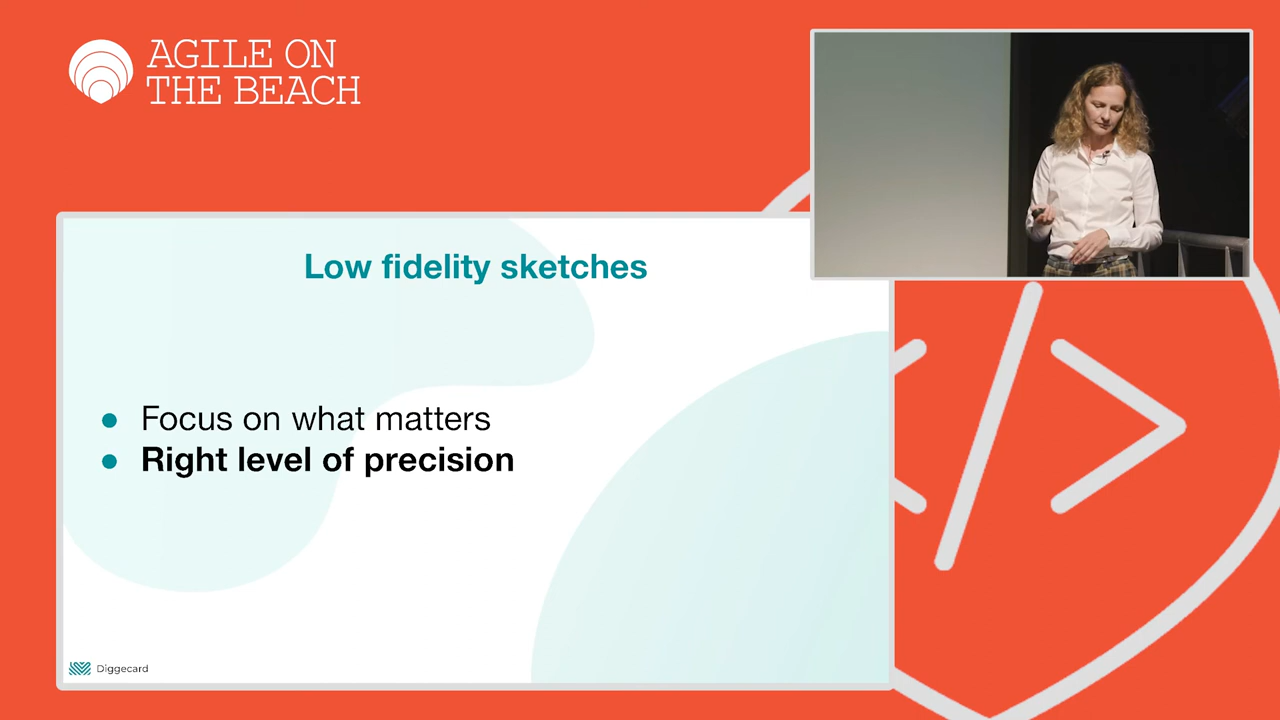 AGILE ON
THE BEACH
Low fidelity sketches
● Focus on what matters
● Right level of precision
Diggecard